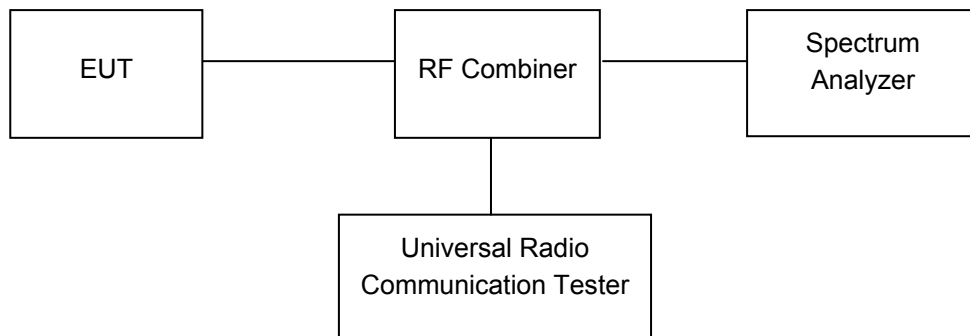 EUT
RF Combiner
Spectrum
Analyzer
Universal Radio
Communication Tester